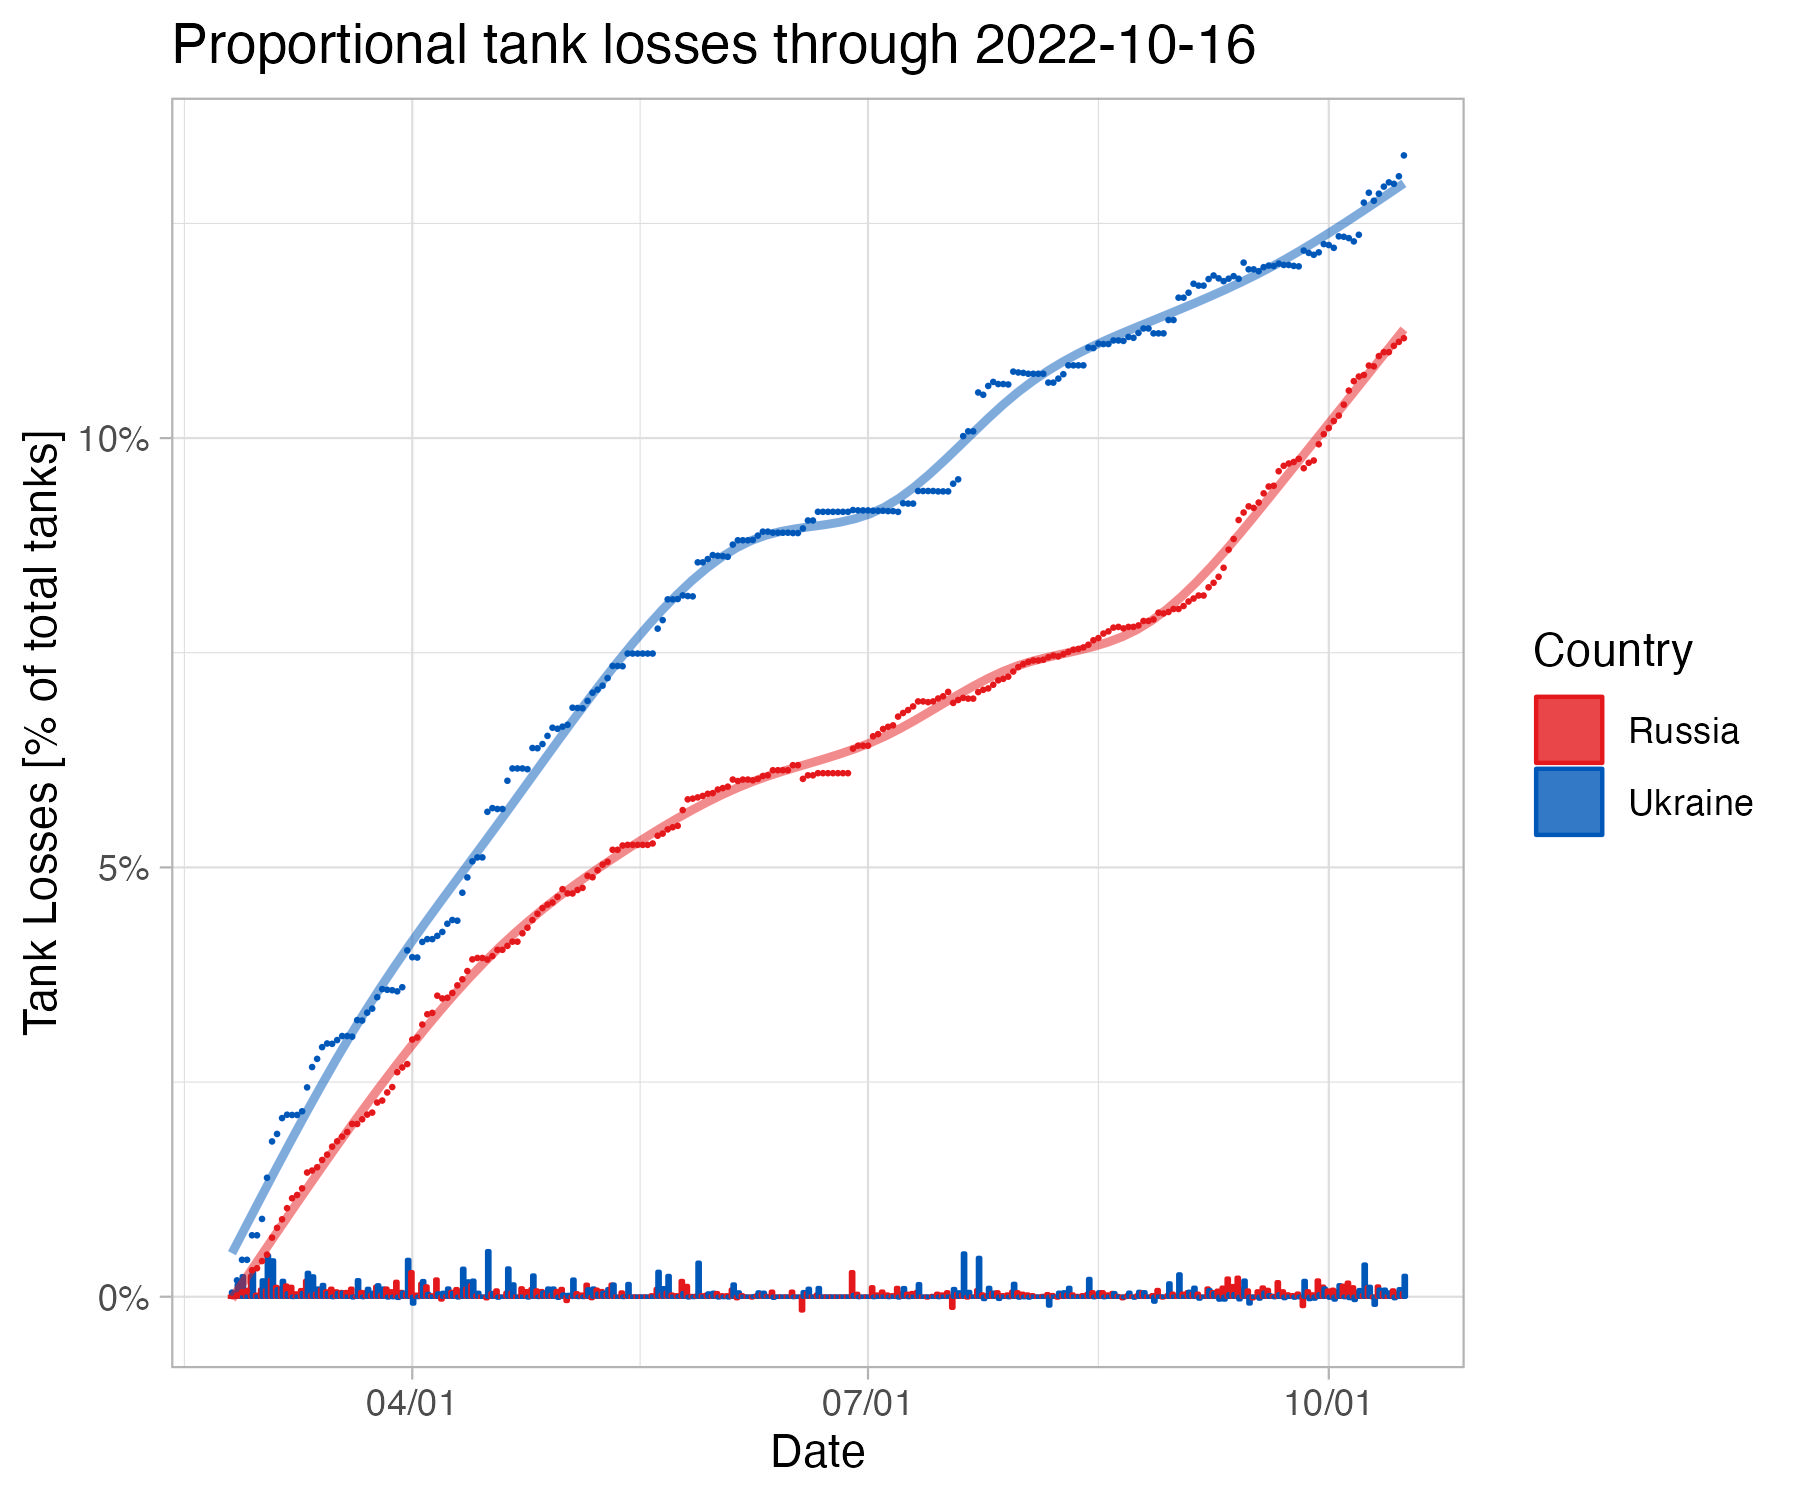 Proportional tank losses through 2022-10-16
Tank Losses [% of total tanks]
10%
5%
0%
04/01
07/01
10/01
Date
Country
Russia
Ukraine